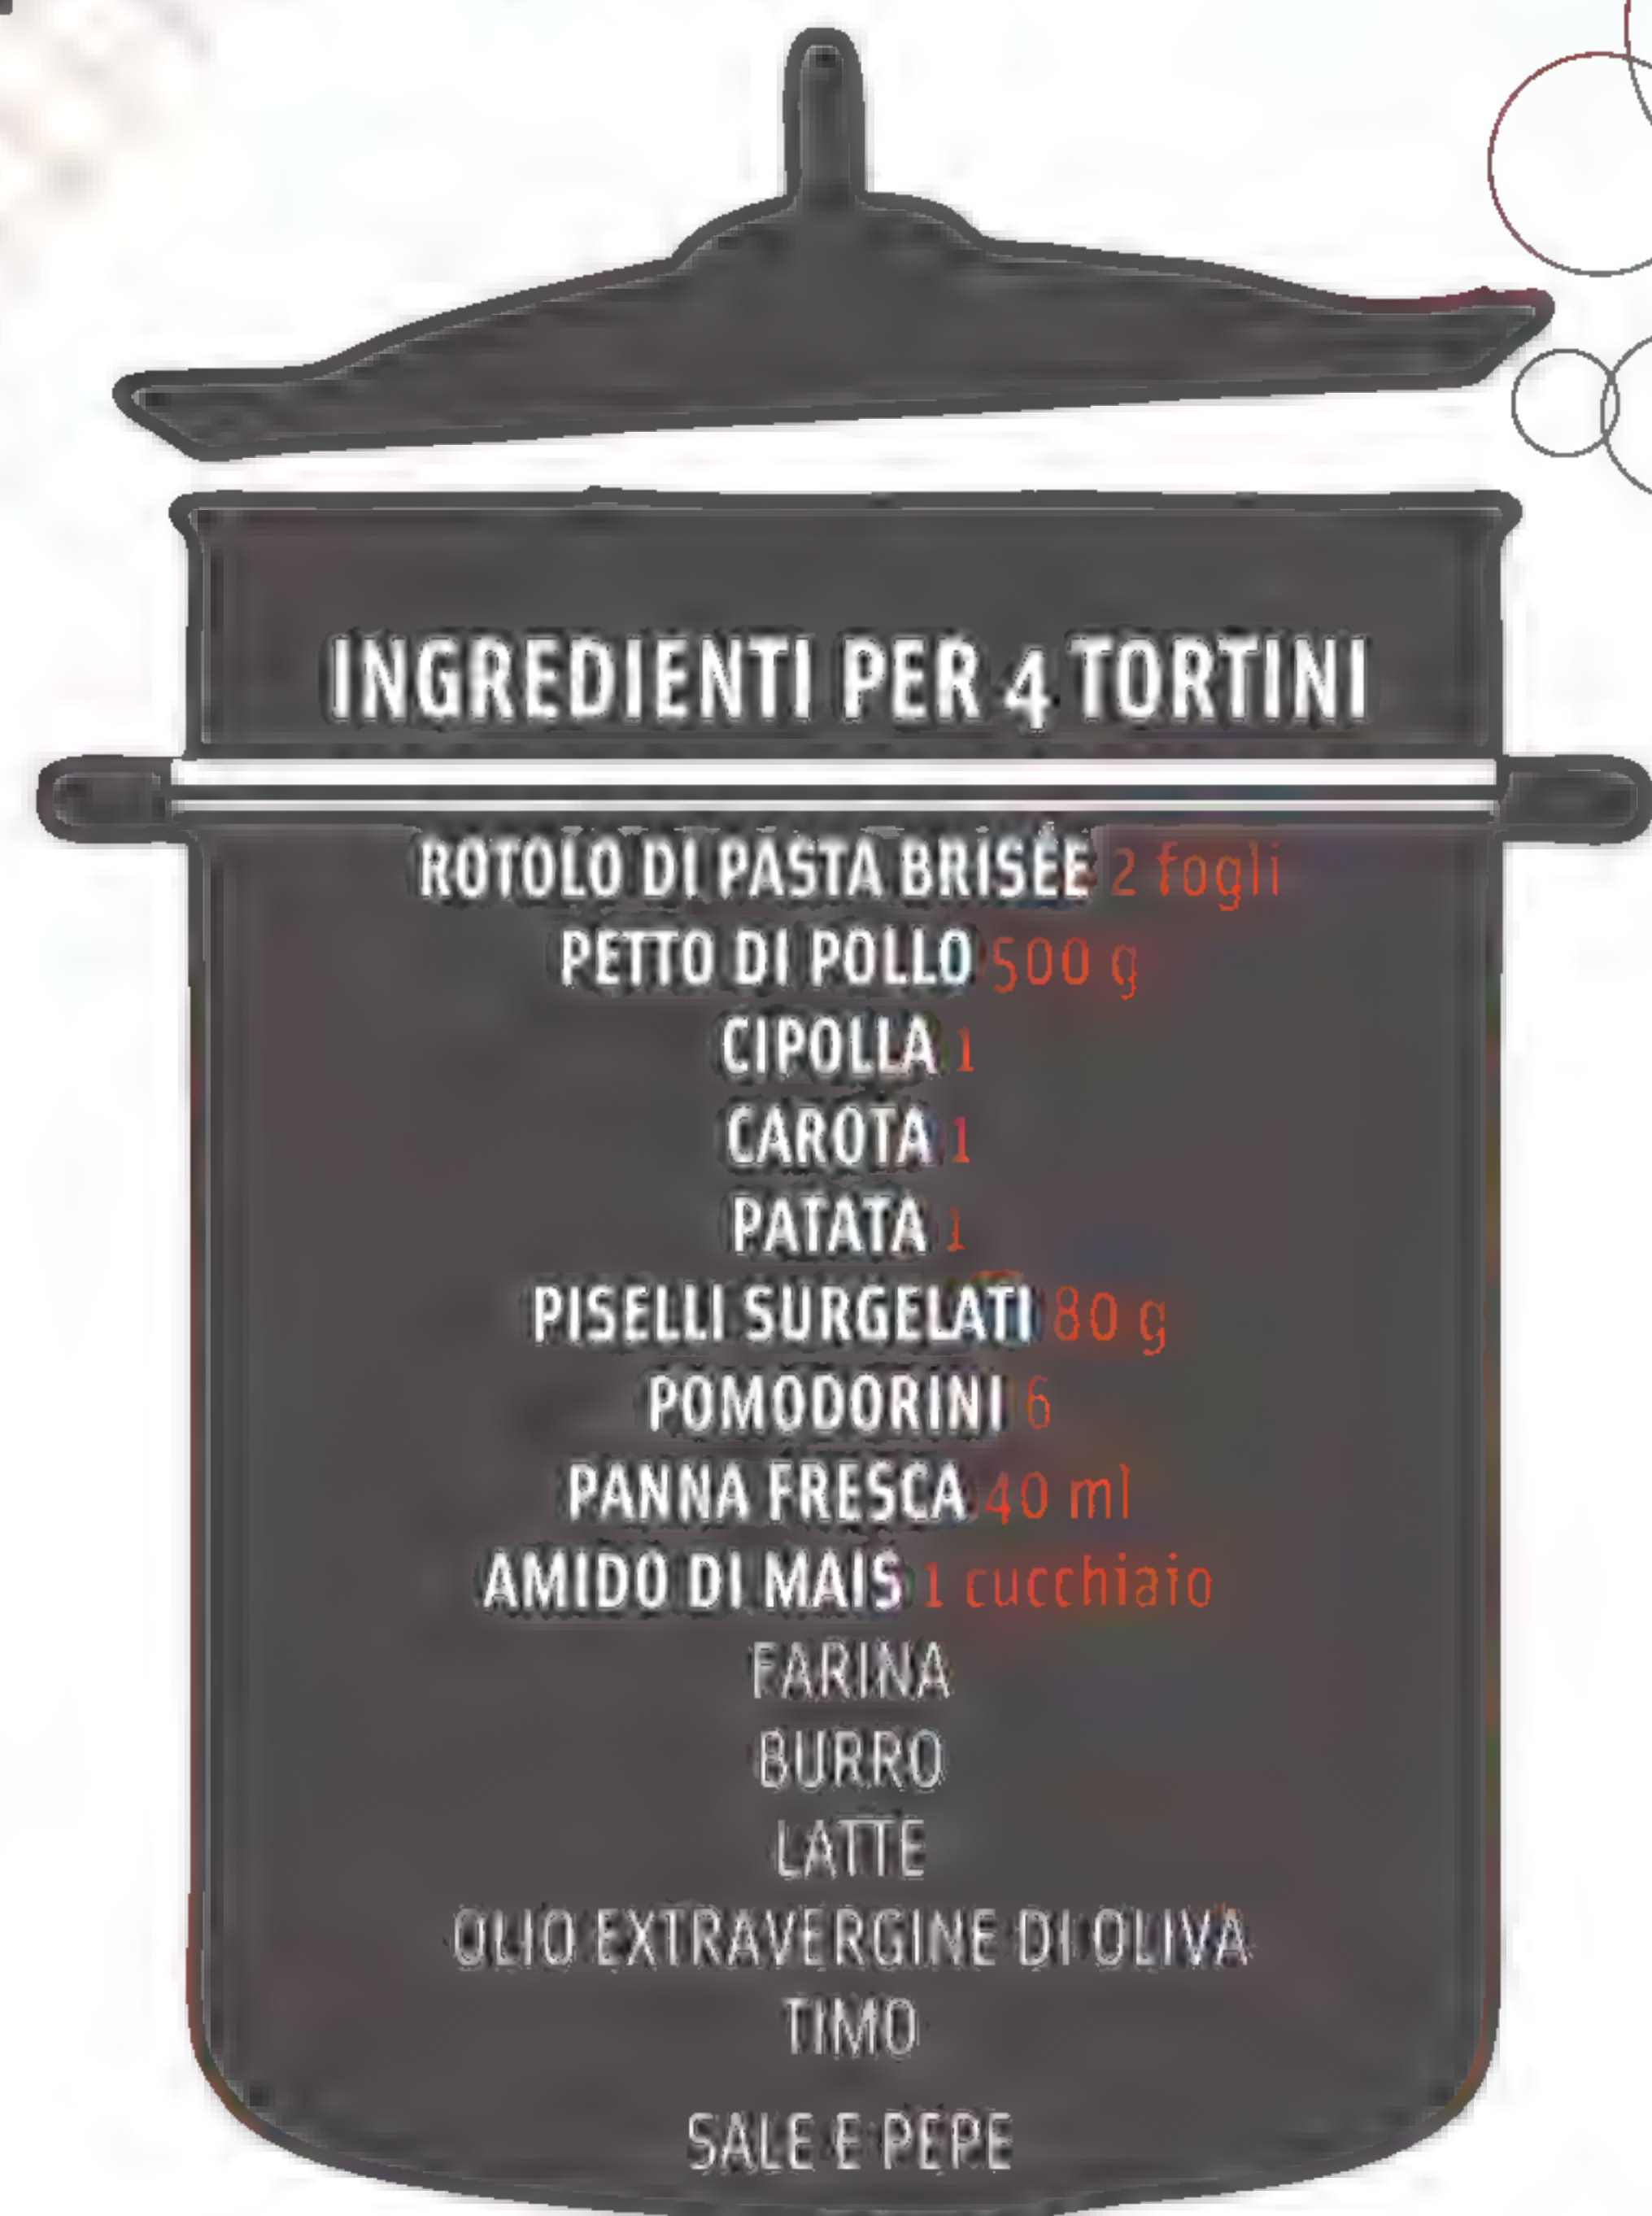 INGREDIENTI PER 4 TORTINI
ROTOLO DI PASTA BRISÉE 2 fogli
PETTO DI POLLO 500 g
CIPOLLA 1
CAROTA 1
PATATA 1
PISELLI SURGELATI 80 g
POMODORINI 6
PANNA FRESCA 40 ml
AMIDO DI MAIS 1 cucchiaio
FARINA
BURRO
LATTE
OLIO EXTRAVERGINE DI OLIVA
TIMO
SALE E PEPE